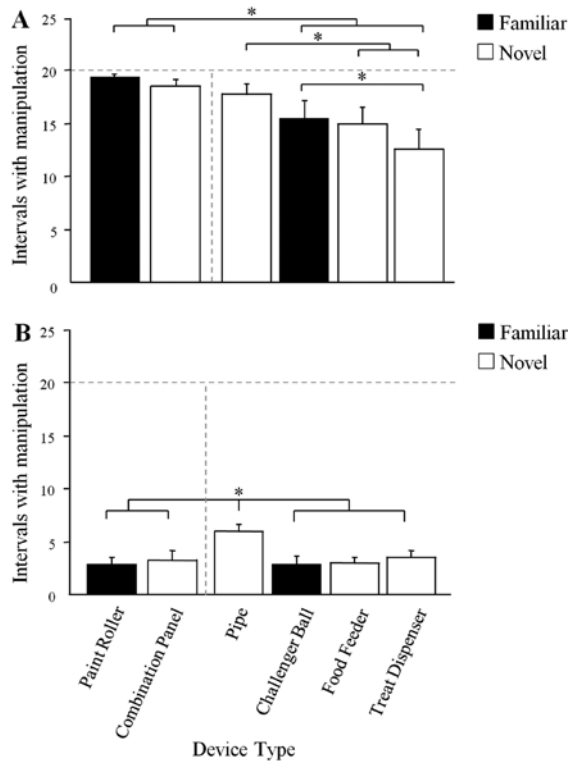 A
*
*
*
Familiar
Novel
Intervals with manipulation
25
20
15
10
5
0
B
*
Familiar
Novel
Intervals with manipulation
25
20
15
10
5
0
Paint Roller
Combination Panel
Pipe
Challenger Ball
Food Feeder
Treat Dispenser
Device Type